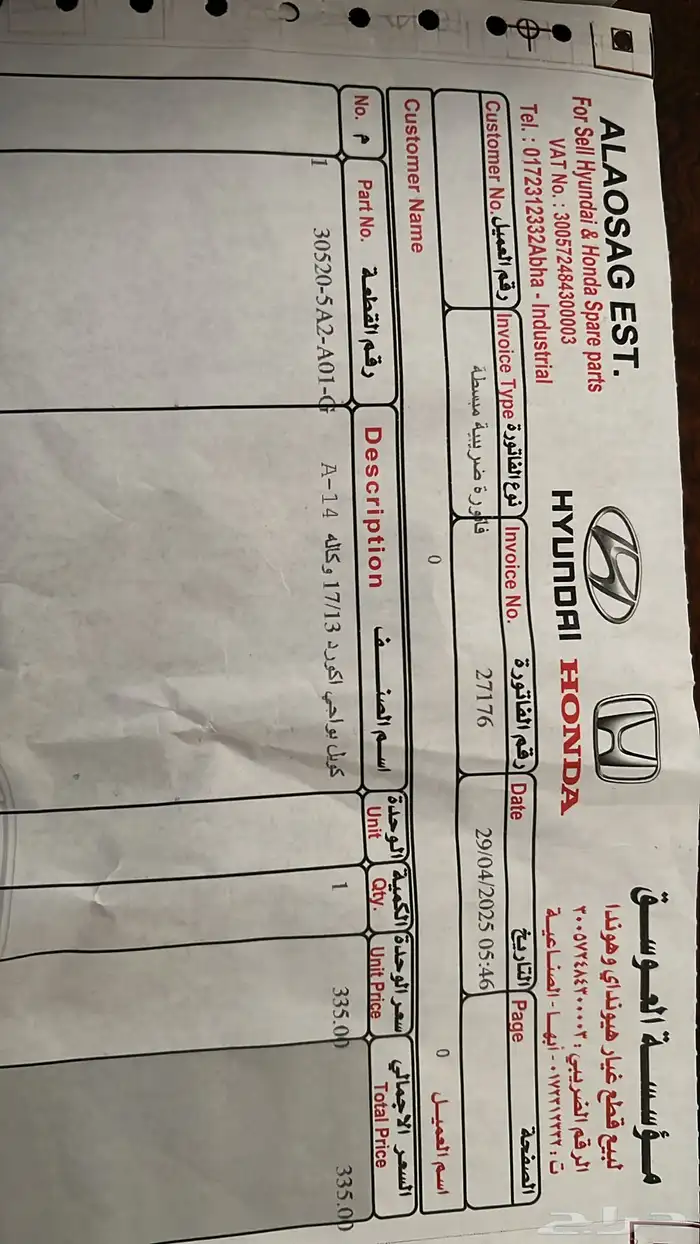 ALAOSAG EST.
For Sell Hyundai & Honda Spare parts
VAT No. : 300572484300003
Tel. : 0172312332Abha - Industrial
HYUNDAI HONDA
مؤسسة العوسق
لبيع قطع غيار هيونداي وهوندا
الرقم الضريبي : ٣٠٠٥٧٢٤٨٤٣٠٠٠٠٣
ت : ٠١٧٢٣١٢٣٣٢ - أبها - الصناعية
Customer No. رقم العميل Invoice Type نوع الفاتورة Invoice No. رقم الفاتورة Date التاريخ Page الصفحة
فاتورة ضريبية مبسطة 27176 29/04/2025 05:46
Customer Name 0 0 اسم العميل
No. م Part No. رقم القطعة Description اسم الصنف الوحدة Unit الكمية Qty. سعر الوحدة Unit Price السعر الاجمالي Total Price
1 30520-5A2-A01-G كويل بواجي اكورد 17/13 وكاله A-14 1 335.00 335.00
حراج